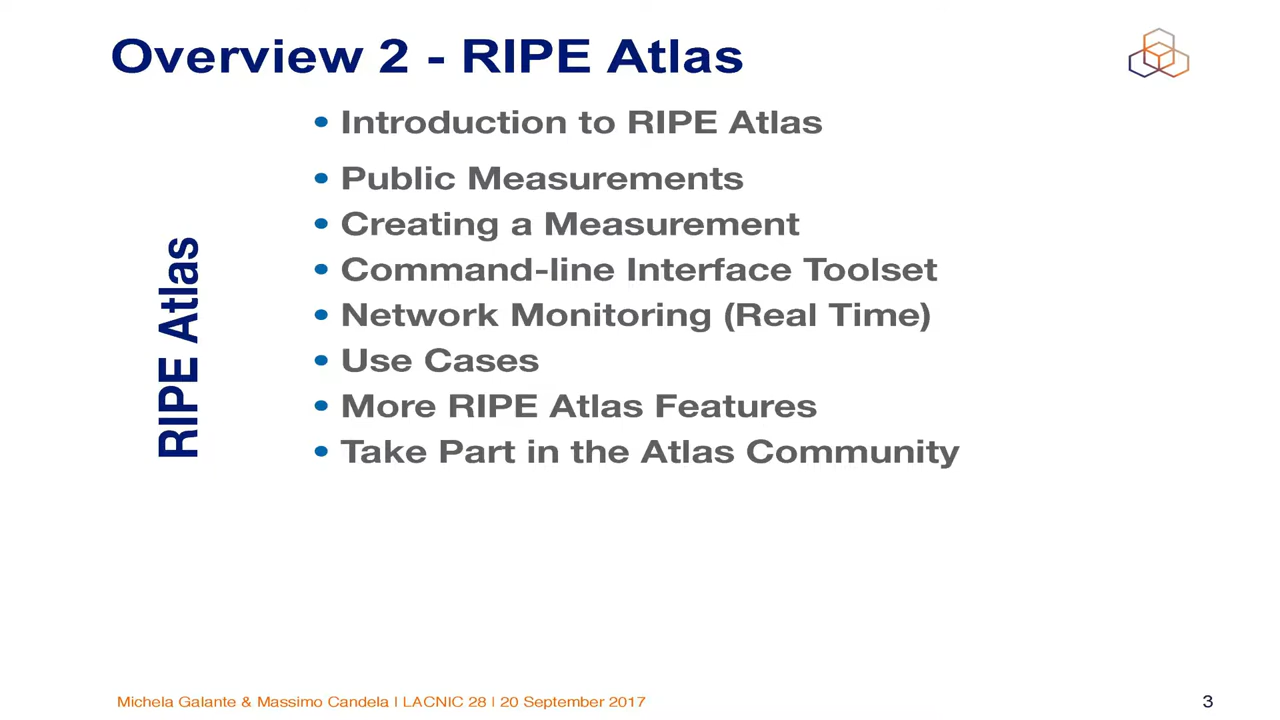 Overview 2 - RIPE Atlas
• Introduction to RIPE Atlas
• Public Measurements
• Creating a Measurement
• Command-line Interface Toolset
• Network Monitoring (Real Time)
• Use Cases
• More RIPE Atlas Features
• Take Part in the Atlas Community
RIPE Atlas
Michela Galante & Massimo Candela | LACNIC 28 | 20 September 2017
3